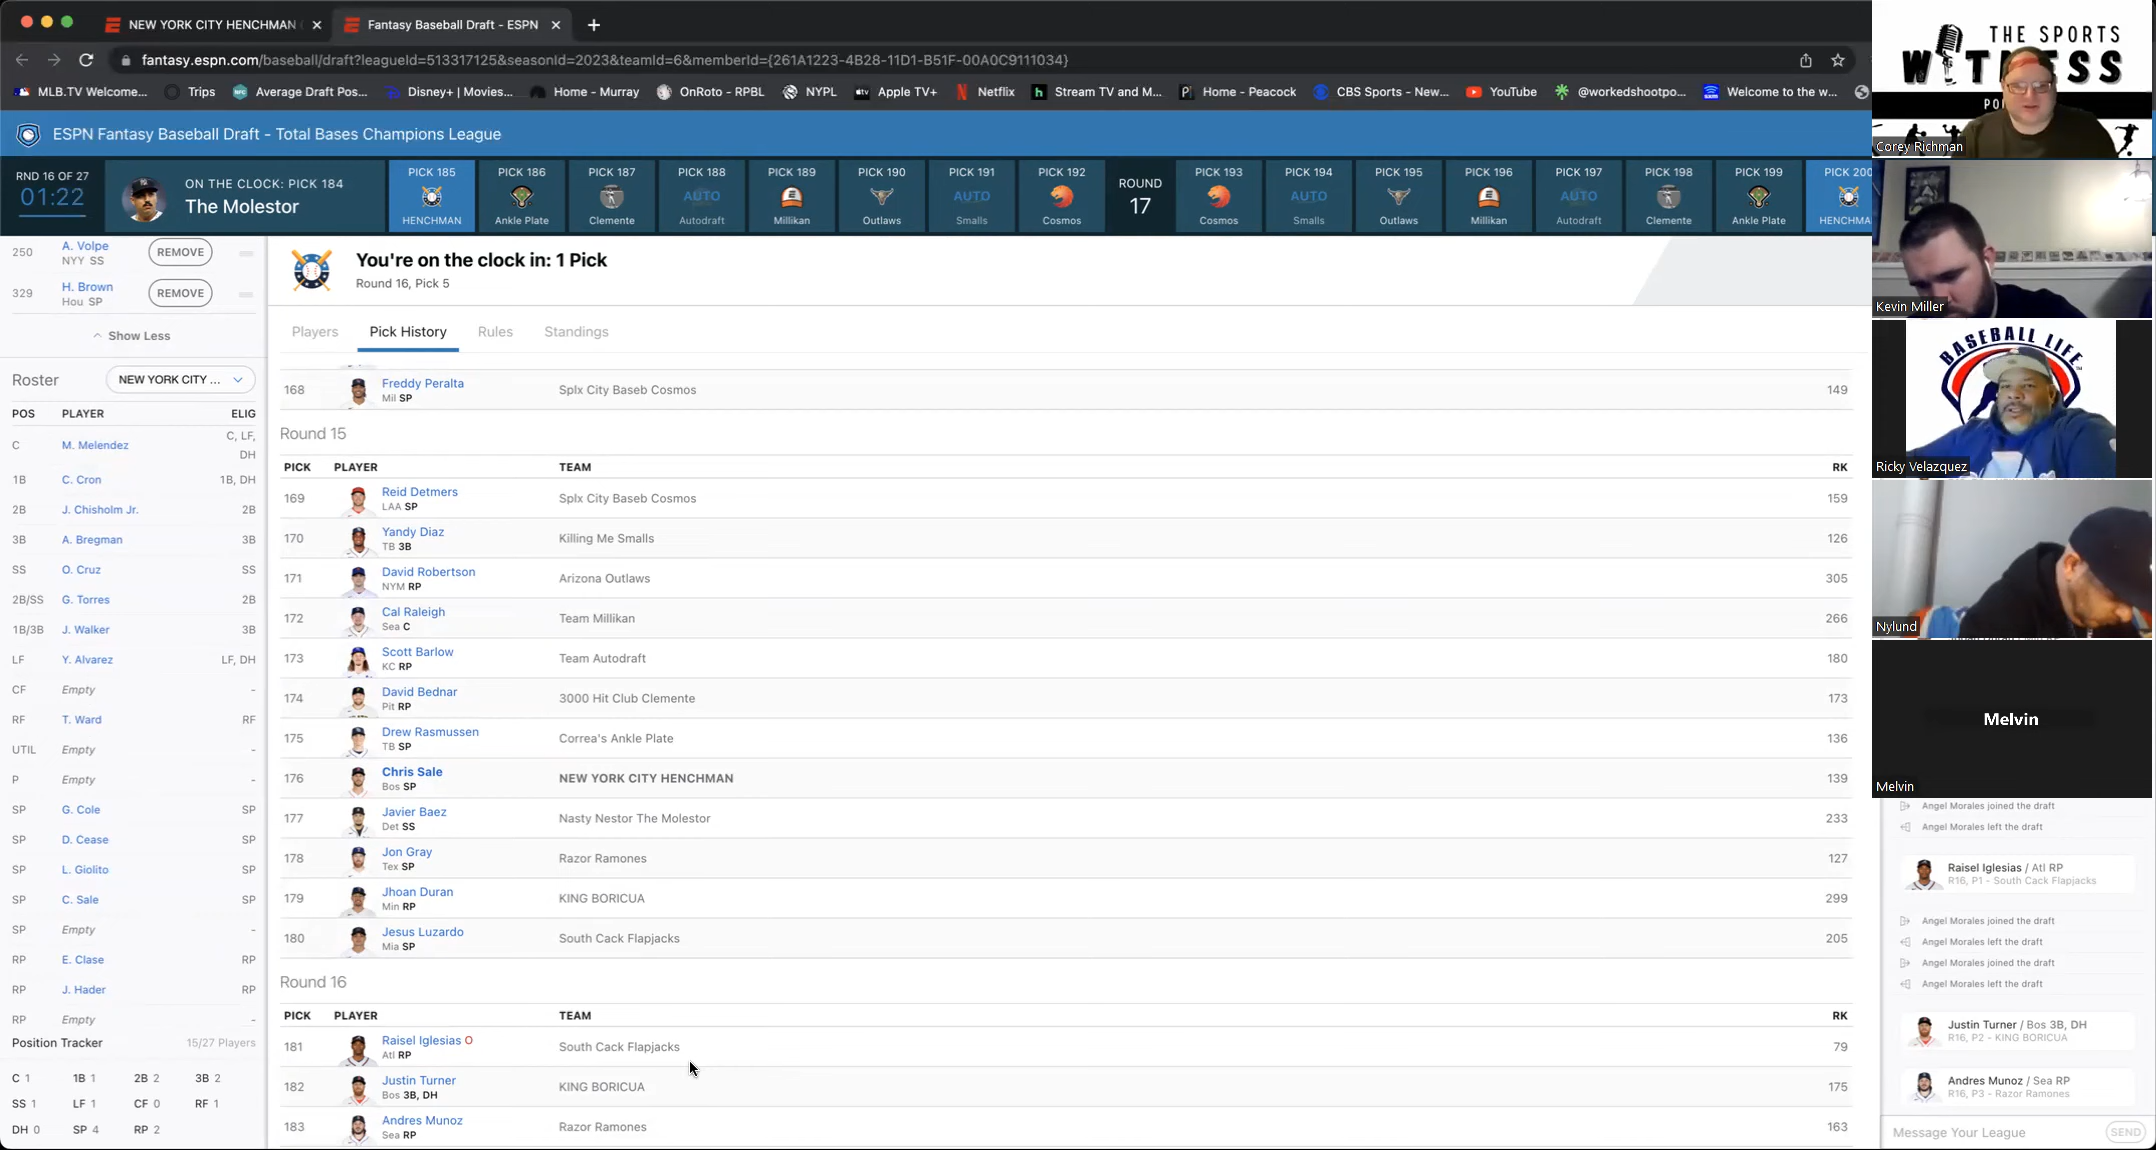 NEW YORK CITY HENCHMAN
Fantasy Baseball Draft - ESPN
fantasy.espn.com/baseball/draft?leagueId=513317125&seasonId=2023&teamId=6&memberId={261A1223-4B28-11D1-B51F-00A0C9111034}
MLB.TV Welcome... Trips Average Draft Pos... Disney+ | Movies... Home - Murray OnRoto - RPBL NYPL Apple TV+ Netflix Stream TV and M... Home - Peacock CBS Sports - New... YouTube @workedshootpo... Welcome to the w...
ESPN Fantasy Baseball Draft - Total Bases Champions League
RND 16 OF 27
01:22
ON THE CLOCK: PICK 184
The Molestor
PICK 185
HENCHMAN
PICK 186
Ankle Plate
PICK 187
Clemente
PICK 188
AUTO
Autodraft
PICK 189
Millikan
PICK 190
Outlaws
PICK 191
AUTO
Smalls
PICK 192
Cosmos
ROUND
17
PICK 193
Cosmos
PICK 194
AUTO
Smalls
PICK 195
Outlaws
PICK 196
Millikan
PICK 197
AUTO
Autodraft
PICK 198
Clemente
PICK 199
Ankle Plate
PICK 200
HENCHMA
250 A. Volpe REMOVE
NYY SS
329 H. Brown REMOVE
Hou SP
Show Less
Roster NEW YORK CITY ...
POS PLAYER ELIG
C M. Melendez C, LF, DH
1B C. Cron 1B, DH
2B J. Chisholm Jr. 2B
3B A. Bregman 3B
SS O. Cruz SS
2B/SS G. Torres 2B
1B/3B J. Walker 3B
LF Y. Alvarez LF, DH
CF Empty -
RF T. Ward RF
UTIL Empty -
P Empty -
SP G. Cole SP
SP D. Cease SP
SP L. Giolito SP
SP C. Sale SP
SP Empty -
RP E. Clase RP
RP J. Hader RP
RP Empty -
Position Tracker 15/27 Players
C 1 1B 1 2B 2 3B 2
SS 1 LF 1 CF 0 RF 1
DH 0 SP 4 RP 2
You're on the clock in: 1 Pick
Round 16, Pick 5
Players Pick History Rules Standings
168 Freddy Peralta Splx City Baseb Cosmos 149
Mil SP
Round 15
PICK PLAYER TEAM RK
169 Reid Detmers Splx City Baseb Cosmos 159
LAA SP
170 Yandy Diaz Killing Me Smalls 126
TB 3B
171 David Robertson Arizona Outlaws 305
NYM RP
172 Cal Raleigh Team Millikan 266
Sea C
173 Scott Barlow Team Autodraft 180
KC RP
174 David Bednar 3000 Hit Club Clemente 173
Pit RP
175 Drew Rasmussen Correa's Ankle Plate 136
TB SP
176 Chris Sale NEW YORK CITY HENCHMAN 139
Bos SP
177 Javier Baez Nasty Nestor The Molestor 233
Det SS
178 Jon Gray Razor Ramones 127
Tex SP
179 Jhoan Duran KING BORICUA 299
Min RP
180 Jesus Luzardo South Cack Flapjacks 205
Mia SP
Round 16
PICK PLAYER TEAM RK
181 Raisel Iglesias O South Cack Flapjacks 79
Atl RP
182 Justin Turner KING BORICUA 175
Bos 3B, DH
183 Andres Munoz Razor Ramones 163
Sea RP
THE SPORTS
WITNESS
Corey Richman
Kevin Miller
BASEBALL LIFE
Ricky Velazquez
Nylund
Melvin
Melvin
Angel Morales joined the draft
Angel Morales left the draft
Raisel Iglesias / Atl RP
R16, P1 - South Cack Flapjacks
Angel Morales joined the draft
Angel Morales left the draft
Angel Morales joined the draft
Angel Morales left the draft
Justin Turner / Bos 3B, DH
R16, P2 - KING BORICUA
Andres Munoz / Sea RP
R16, P3 - Razor Ramones
Message Your League SEND